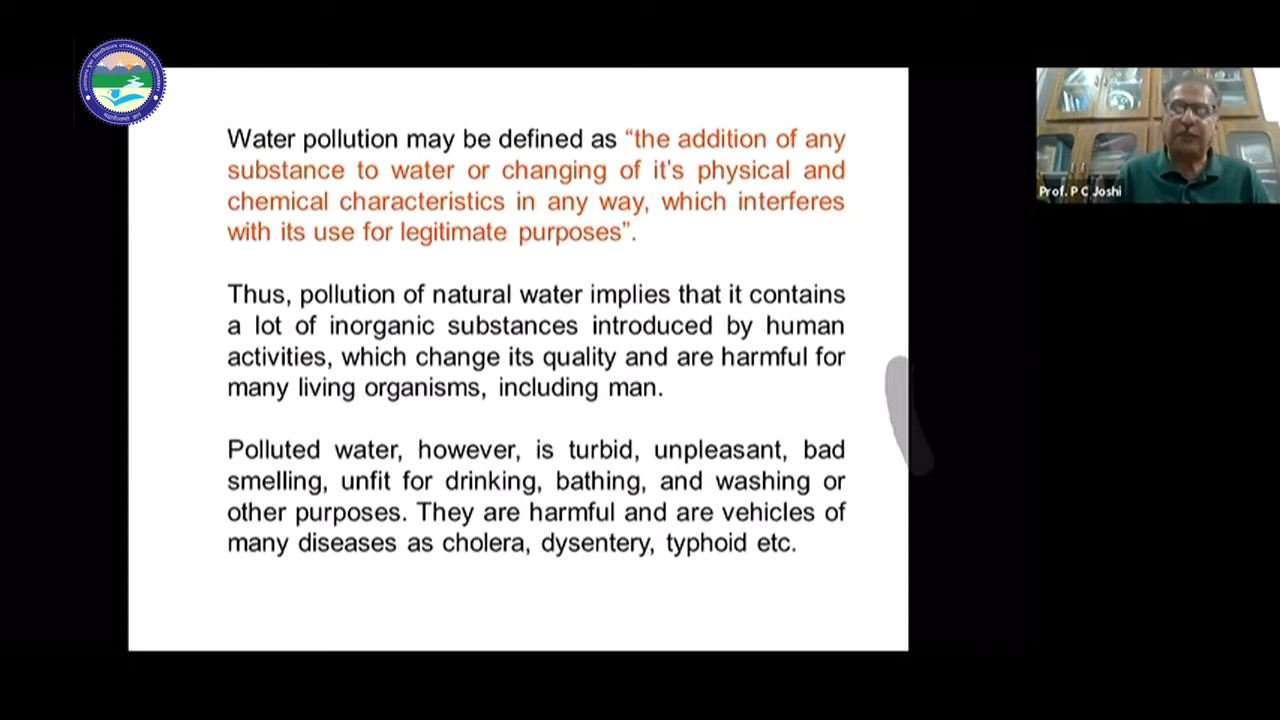 Water pollution may be defined as “the addition of any
substance to water or changing of it’s physical and
chemical characteristics in any way, which interferes
with its use for legitimate purposes”.
Thus, pollution of natural water implies that it contains
a lot of inorganic substances introduced by human
activities, which change its quality and are harmful for
many living organisms, including man.
Polluted water, however, is turbid, unpleasant, bad
smelling, unfit for drinking, bathing, and washing or
other purposes. They are harmful and are vehicles of
many diseases as cholera, dysentery, typhoid etc.
Prof. P C Joshi